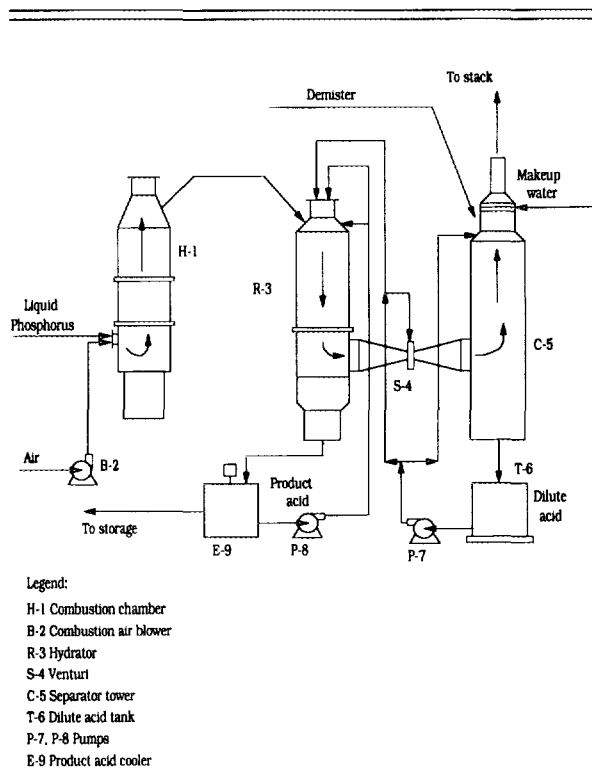 To stack
Demister
Makeup
water
H-1
R-3
Liquid
Phosphorus
C-5
S-4
Air
B-2
Product
acid
T-6
Dilute
acid
To storage
E-9
P-8
P-7
Legend:
H-1 Combustion chamber
B-2 Combustion air blower
R-3 Hydrator
S-4 Venturi
C-5 Separator tower
T-6 Dilute acid tank
P-7, P-8 Pumps
E-9 Product acid cooler